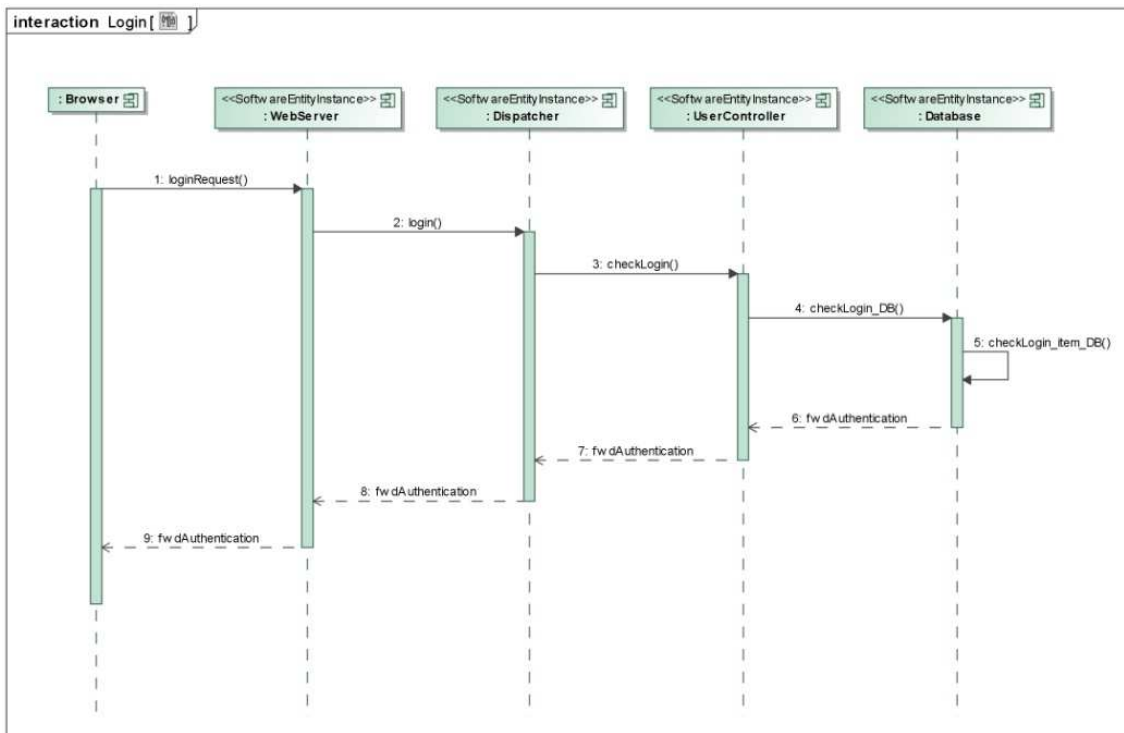 interaction Login[ ]
: Browser
<<SoftwareEntityInstance>>
: WebServer
<<SoftwareEntityInstance>>
: Dispatcher
<<SoftwareEntityInstance>>
: UserController
<<SoftwareEntityInstance>>
: Database
1: loginRequest()
2: login()
3: checkLogin()
4: checkLogin_DB()
5: checkLogin_item_DB()
6: fwdAuthentication
7: fwdAuthentication
8: fwdAuthentication
9: fwdAuthentication